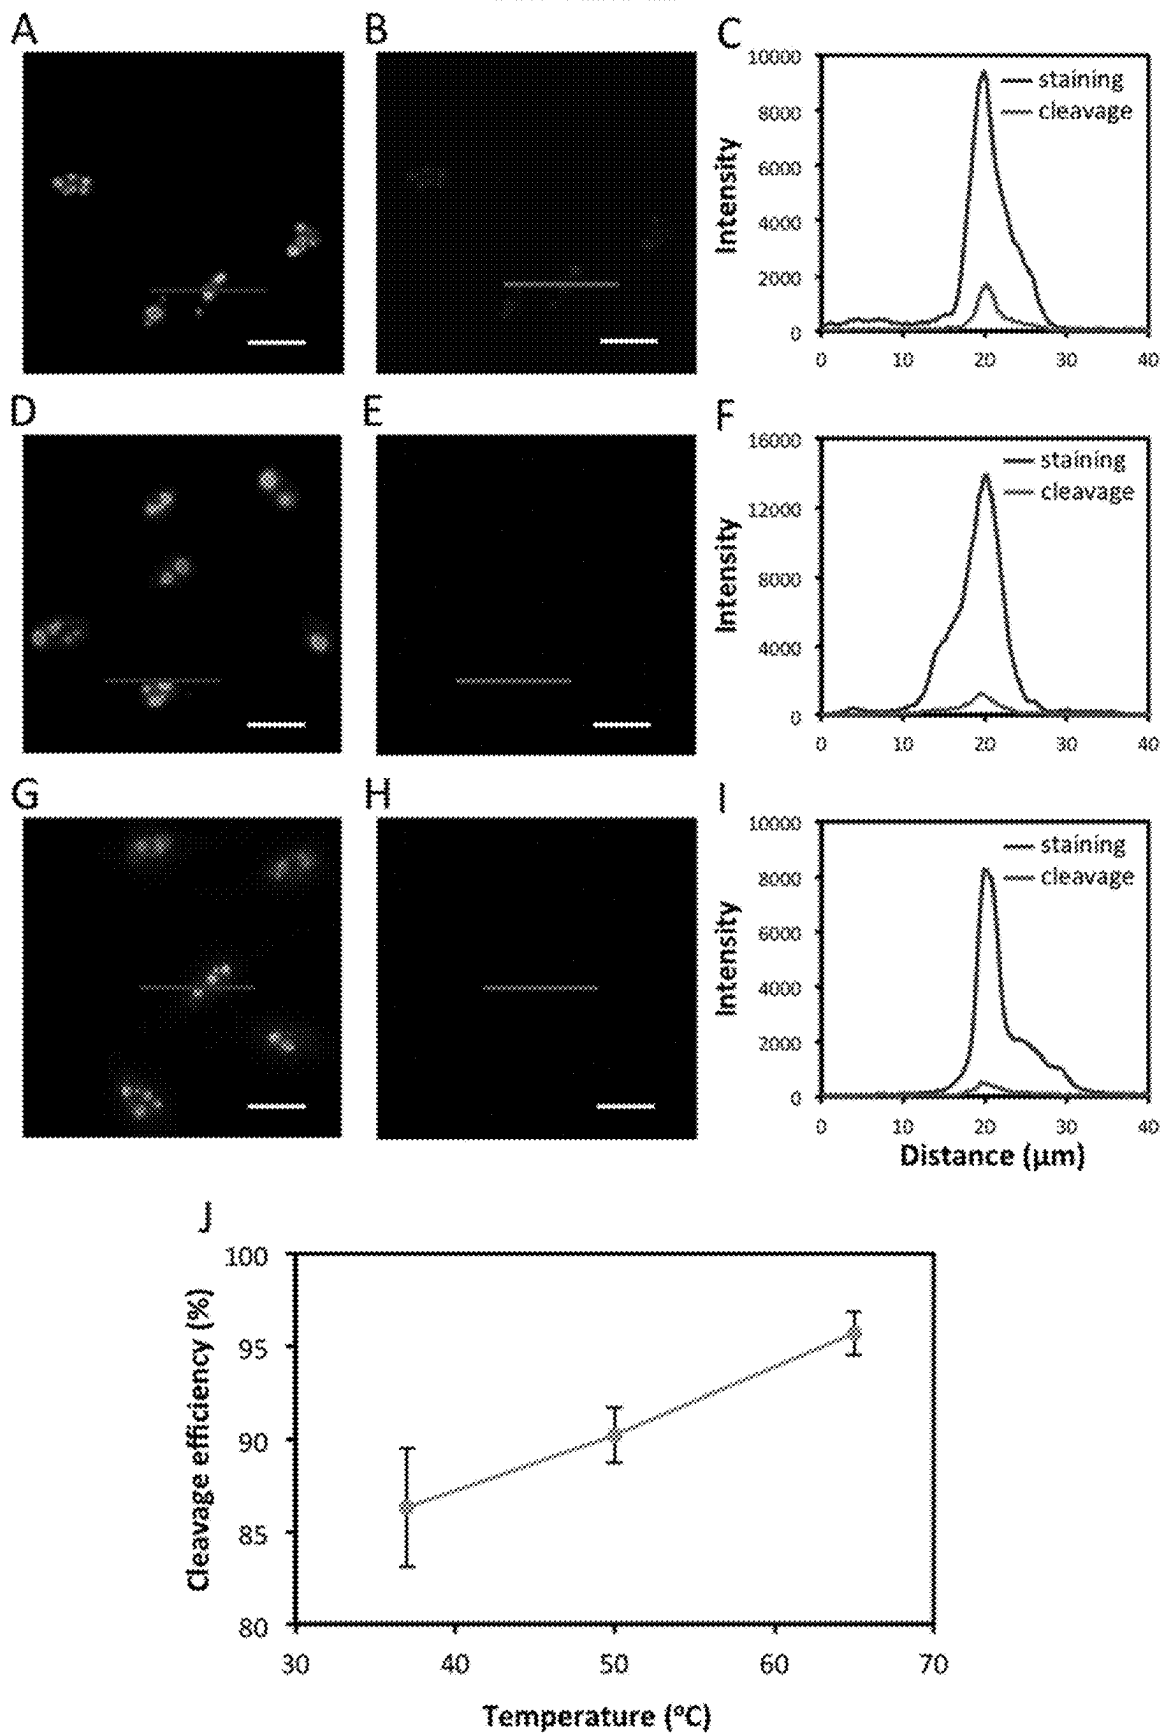 A
B
C
10000
8000
6000
4000
2000
0
Intensity
staining
cleavage
0 10 20 30 40
D
E
F
16000
12000
8000
4000
0
Intensity
staining
cleavage
0 10 20 30 40
G
H
I
10000
8000
6000
4000
2000
0
Intensity
staining
cleavage
0 10 20 30 40
Distance (µm)
J
100
95
90
85
80
Cleavage efficiency (%)
30 40 50 60 70
Temperature (°C)